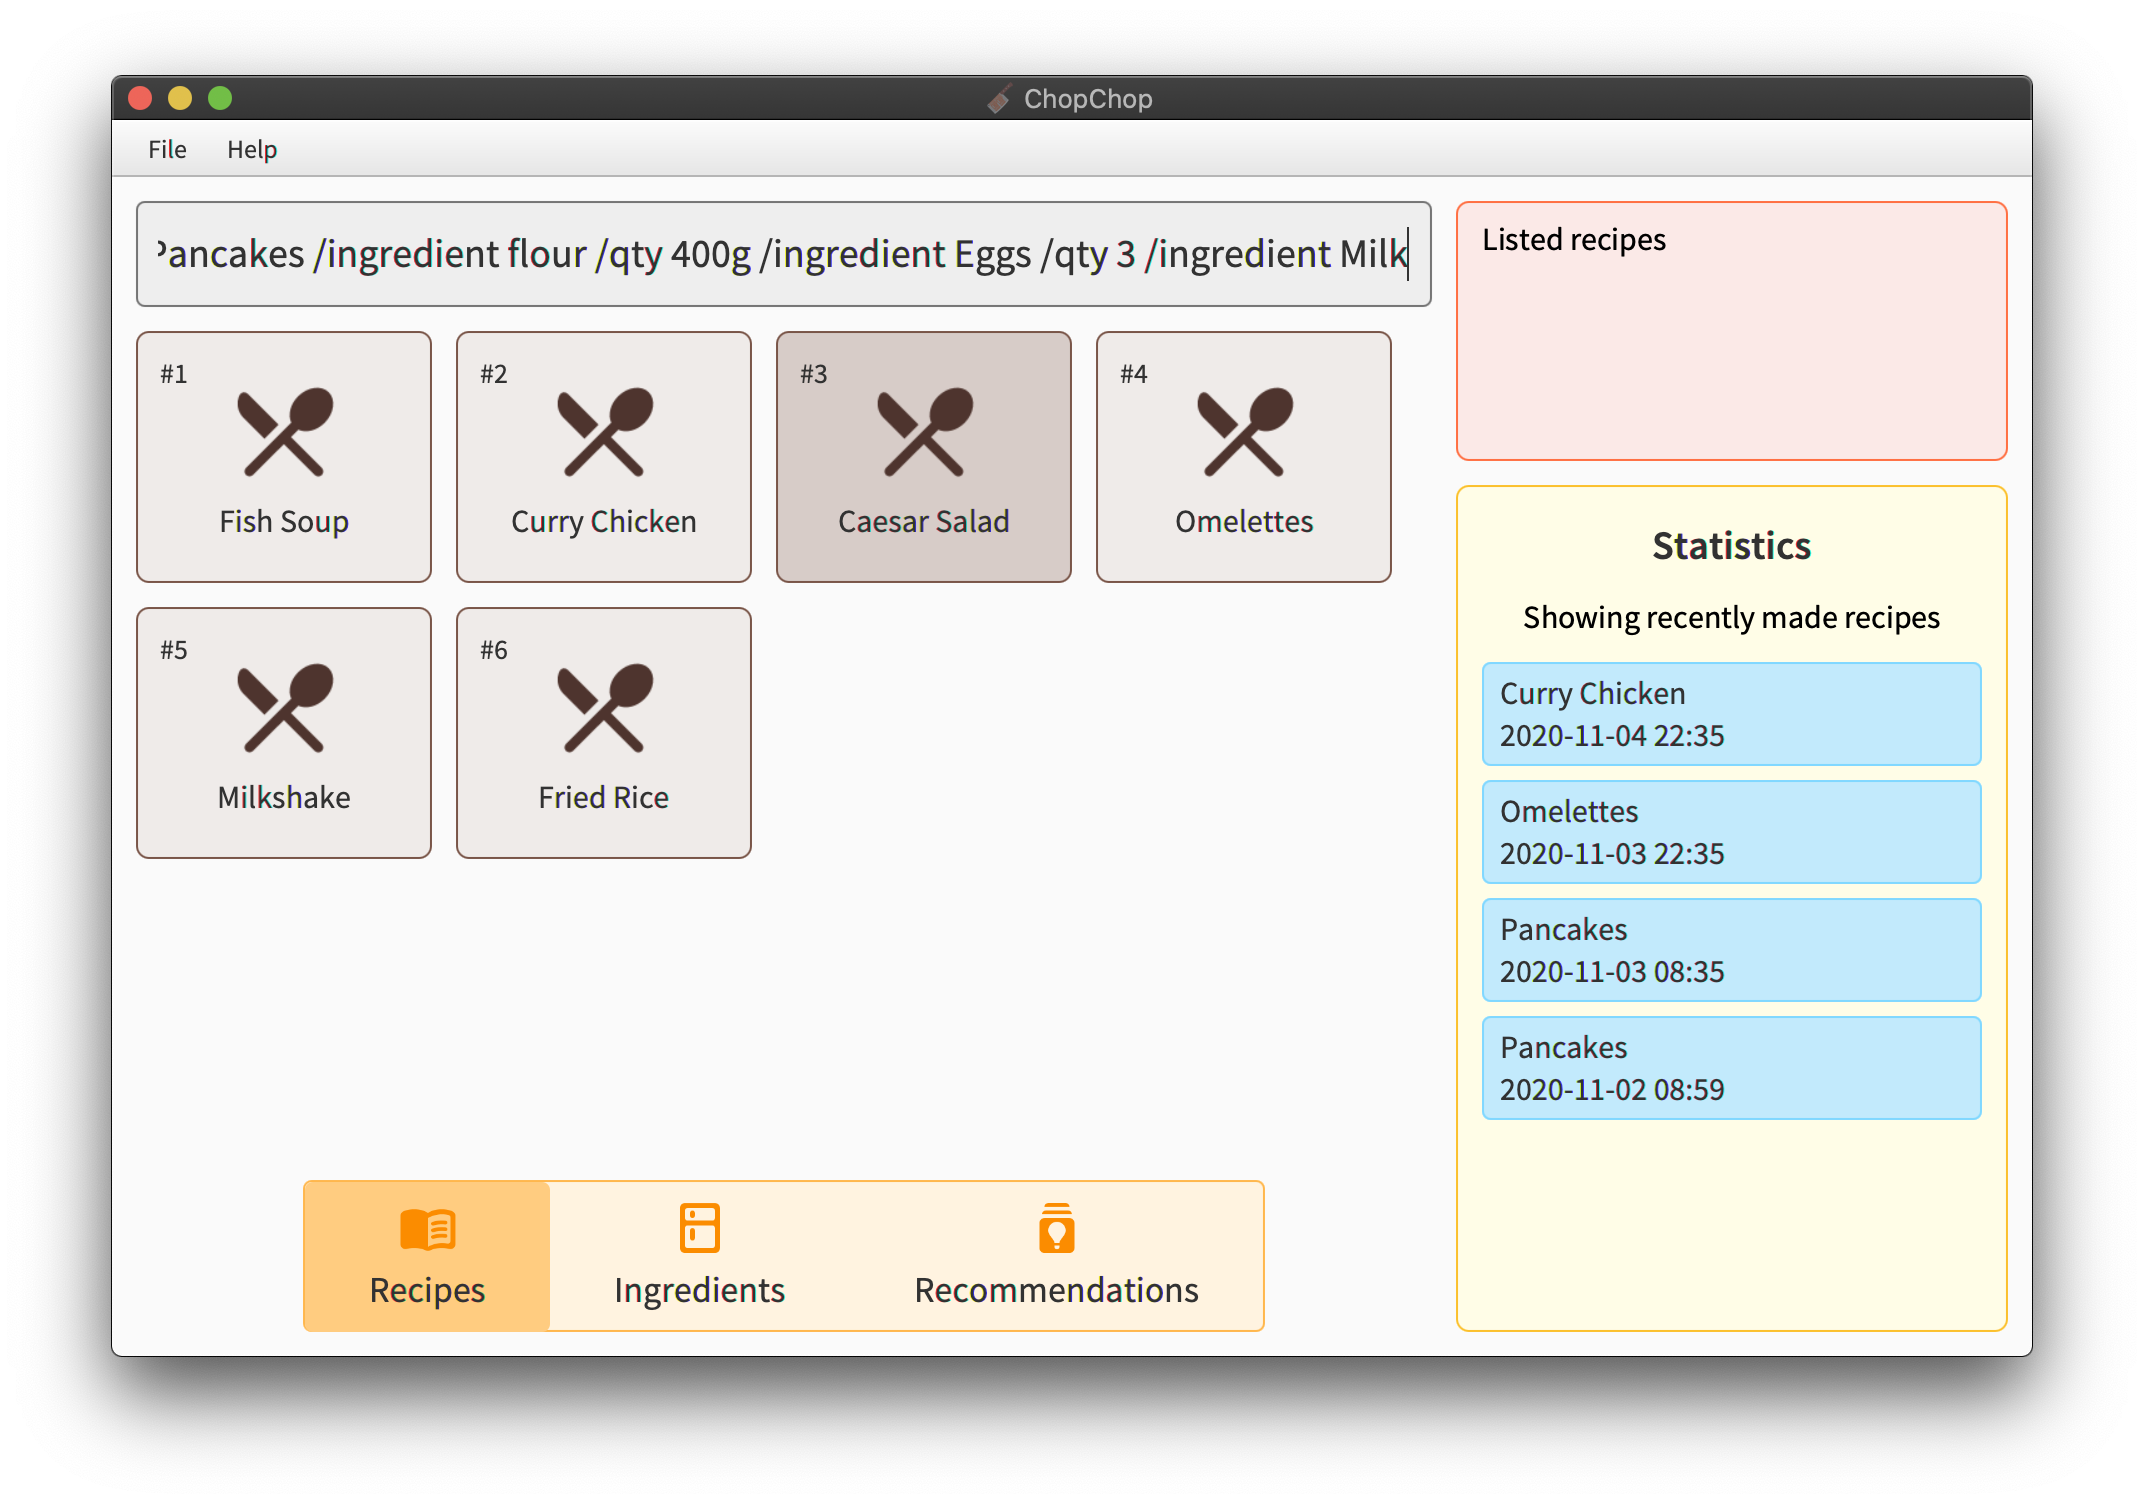 ChopChop
File Help
Pancakes /ingredient flour /qty 400g /ingredient Eggs /qty 3 /ingredient Milk
Listed recipes
#1
Fish Soup
#2
Curry Chicken
#3
Caesar Salad
#4
Omelettes
#5
Milkshake
#6
Fried Rice
Statistics
Showing recently made recipes
Curry Chicken
2020-11-04 22:35
Omelettes
2020-11-03 22:35
Pancakes
2020-11-03 08:35
Pancakes
2020-11-02 08:59
Recipes
Ingredients
Recommendations